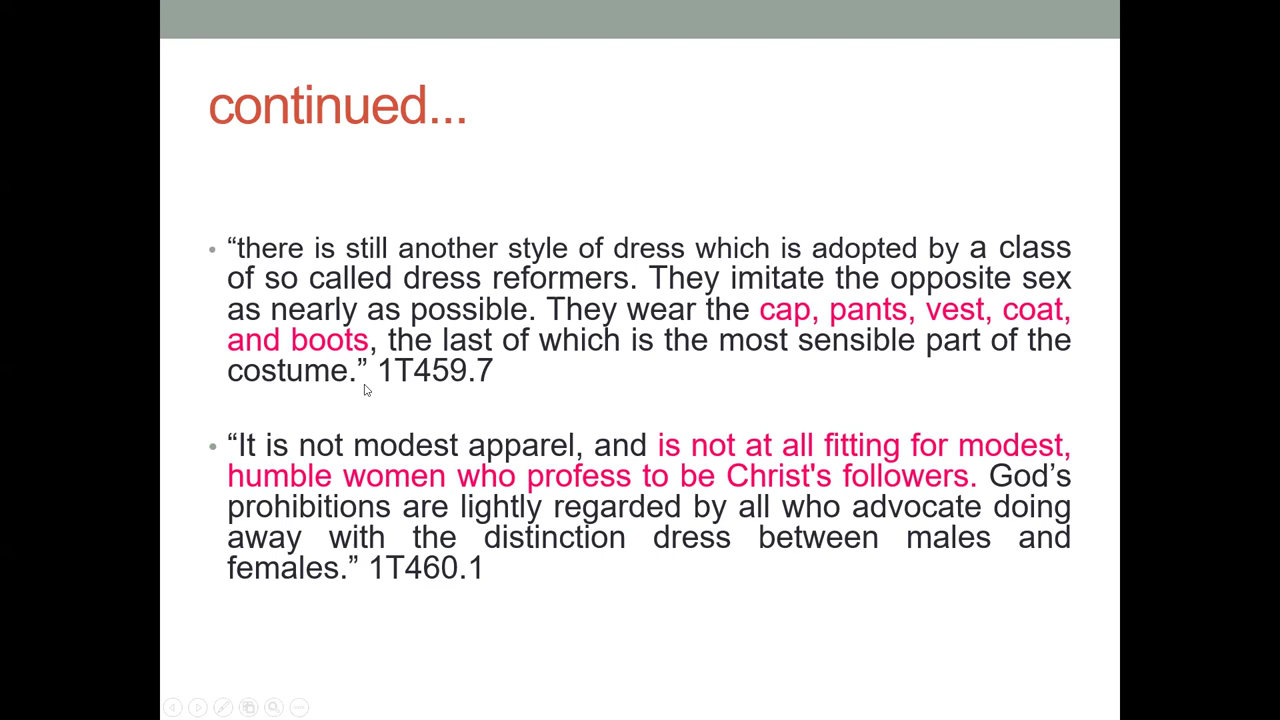 continued...
• “there is still another style of dress which is adopted by a class
of so called dress reformers. They imitate the opposite sex
as nearly as possible. They wear the cap, pants, vest, coat,
and boots, the last of which is the most sensible part of the
costume.” 1T459.7
• “It is not modest apparel, and is not at all fitting for modest,
humble women who profess to be Christ's followers. God’s
prohibitions are lightly regarded by all who advocate doing
away with the distinction dress between males and
females.” 1T460.1